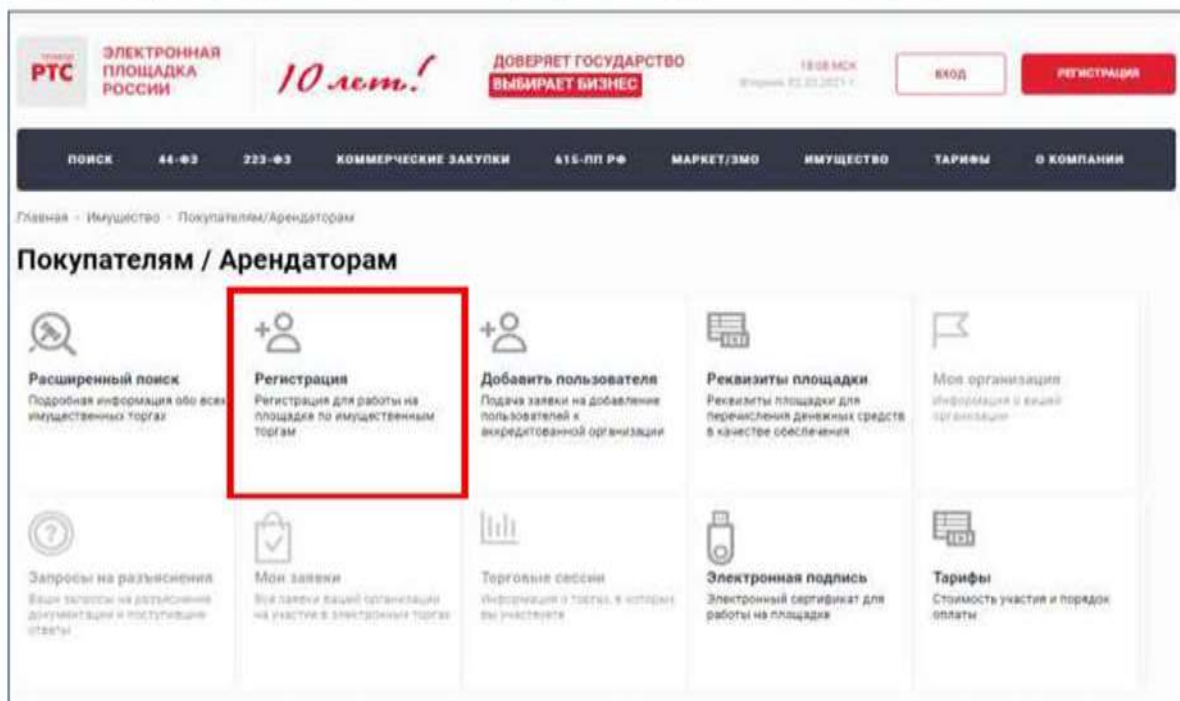 РТС
ЭЛЕКТРОННАЯ
ПЛОЩАДКА
РОССИИ
10 лет!
ДОВЕРЯЕТ ГОСУДАРСТВО
ВЫБИРАЕТ БИЗНЕС
18:08 МСК
ВХОД
РЕГИСТРАЦИЯ
ПОИСК 44-ФЗ 223-ФЗ КОММЕРЧЕСКИЕ ЗАКУПКИ 615-ПП РФ МАРКЕТ/ЗМО ИМУЩЕСТВО ТАРИФЫ О КОМПАНИИ
Главная - Имущество - Покупателям/Арендаторам
Покупателям / Арендаторам
Расширенный поиск
Подробная информация обо всех
имущественных торгах
Регистрация
Регистрация для работы на
площадке по имущественным
торгам
Добавить пользователя
Подача заявки на добавление
пользователей к
аккредитованной организации
Реквизиты площадки
Реквизиты площадки для
перечисления денежных средств
в качестве обеспечения
Моя организация
Информация о вашей
организации
Запросы на разъяснения
Ваши запросы на разъяснение
документации и поступившие
ответы
Мои заявки
Все заявки вашей организации
на участие в электронных торгах
Торговые сессии
Информация о торгах, в которых
вы участвуете
Электронная подпись
Электронный сертификат для
работы на площадке
Тарифы
Стоимость участия и порядок
оплаты